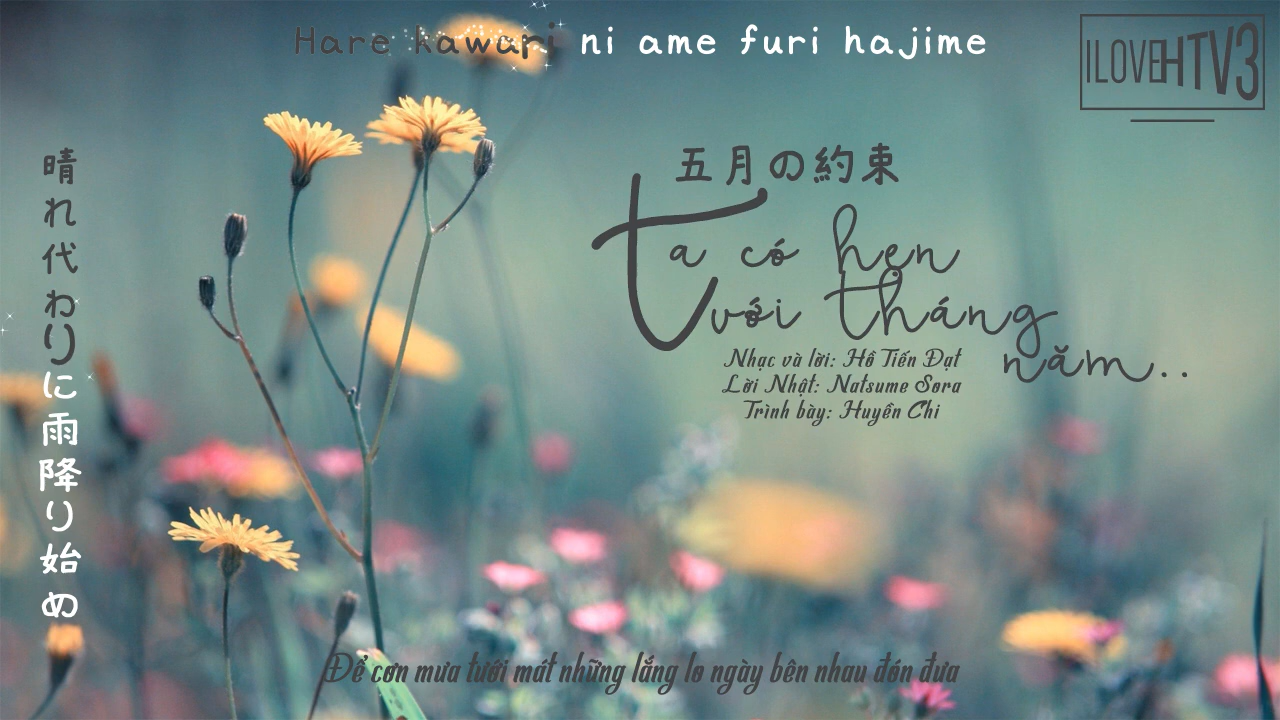 Hare kawari ni ame furi hajime
ILOVEHTV3
晴れ代わりに雨降り始め
五月の約束
ta có hẹn
với tháng
năm..
Nhạc và lời: Hồ Tiến Đạt
Lời Nhật: Natsume Sora
Trình bày: Huyền Chi
Để cơn mưa tưới mát những lắng lo ngày bên nhau đón đưa